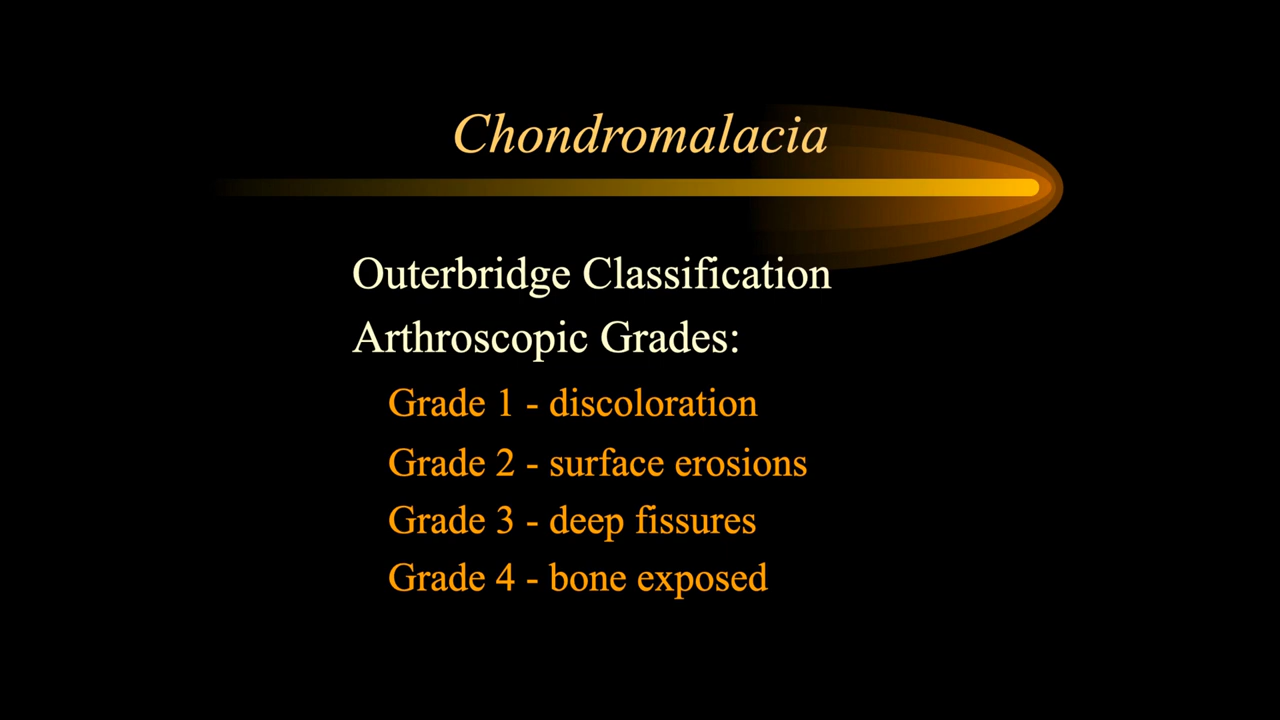 Chondromalacia
Outerbridge Classification
Arthroscopic Grades:
Grade 1 - discoloration
Grade 2 - surface erosions
Grade 3 - deep fissures
Grade 4 - bone exposed